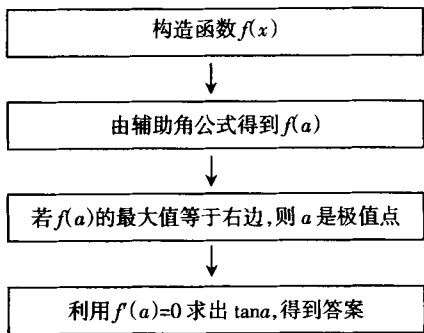 构造函数f(x)
由辅助角公式得到f(a)
若f(a)的最大值等于右边,则a是极值点
利用f′(a)=0求出tana,得到答案